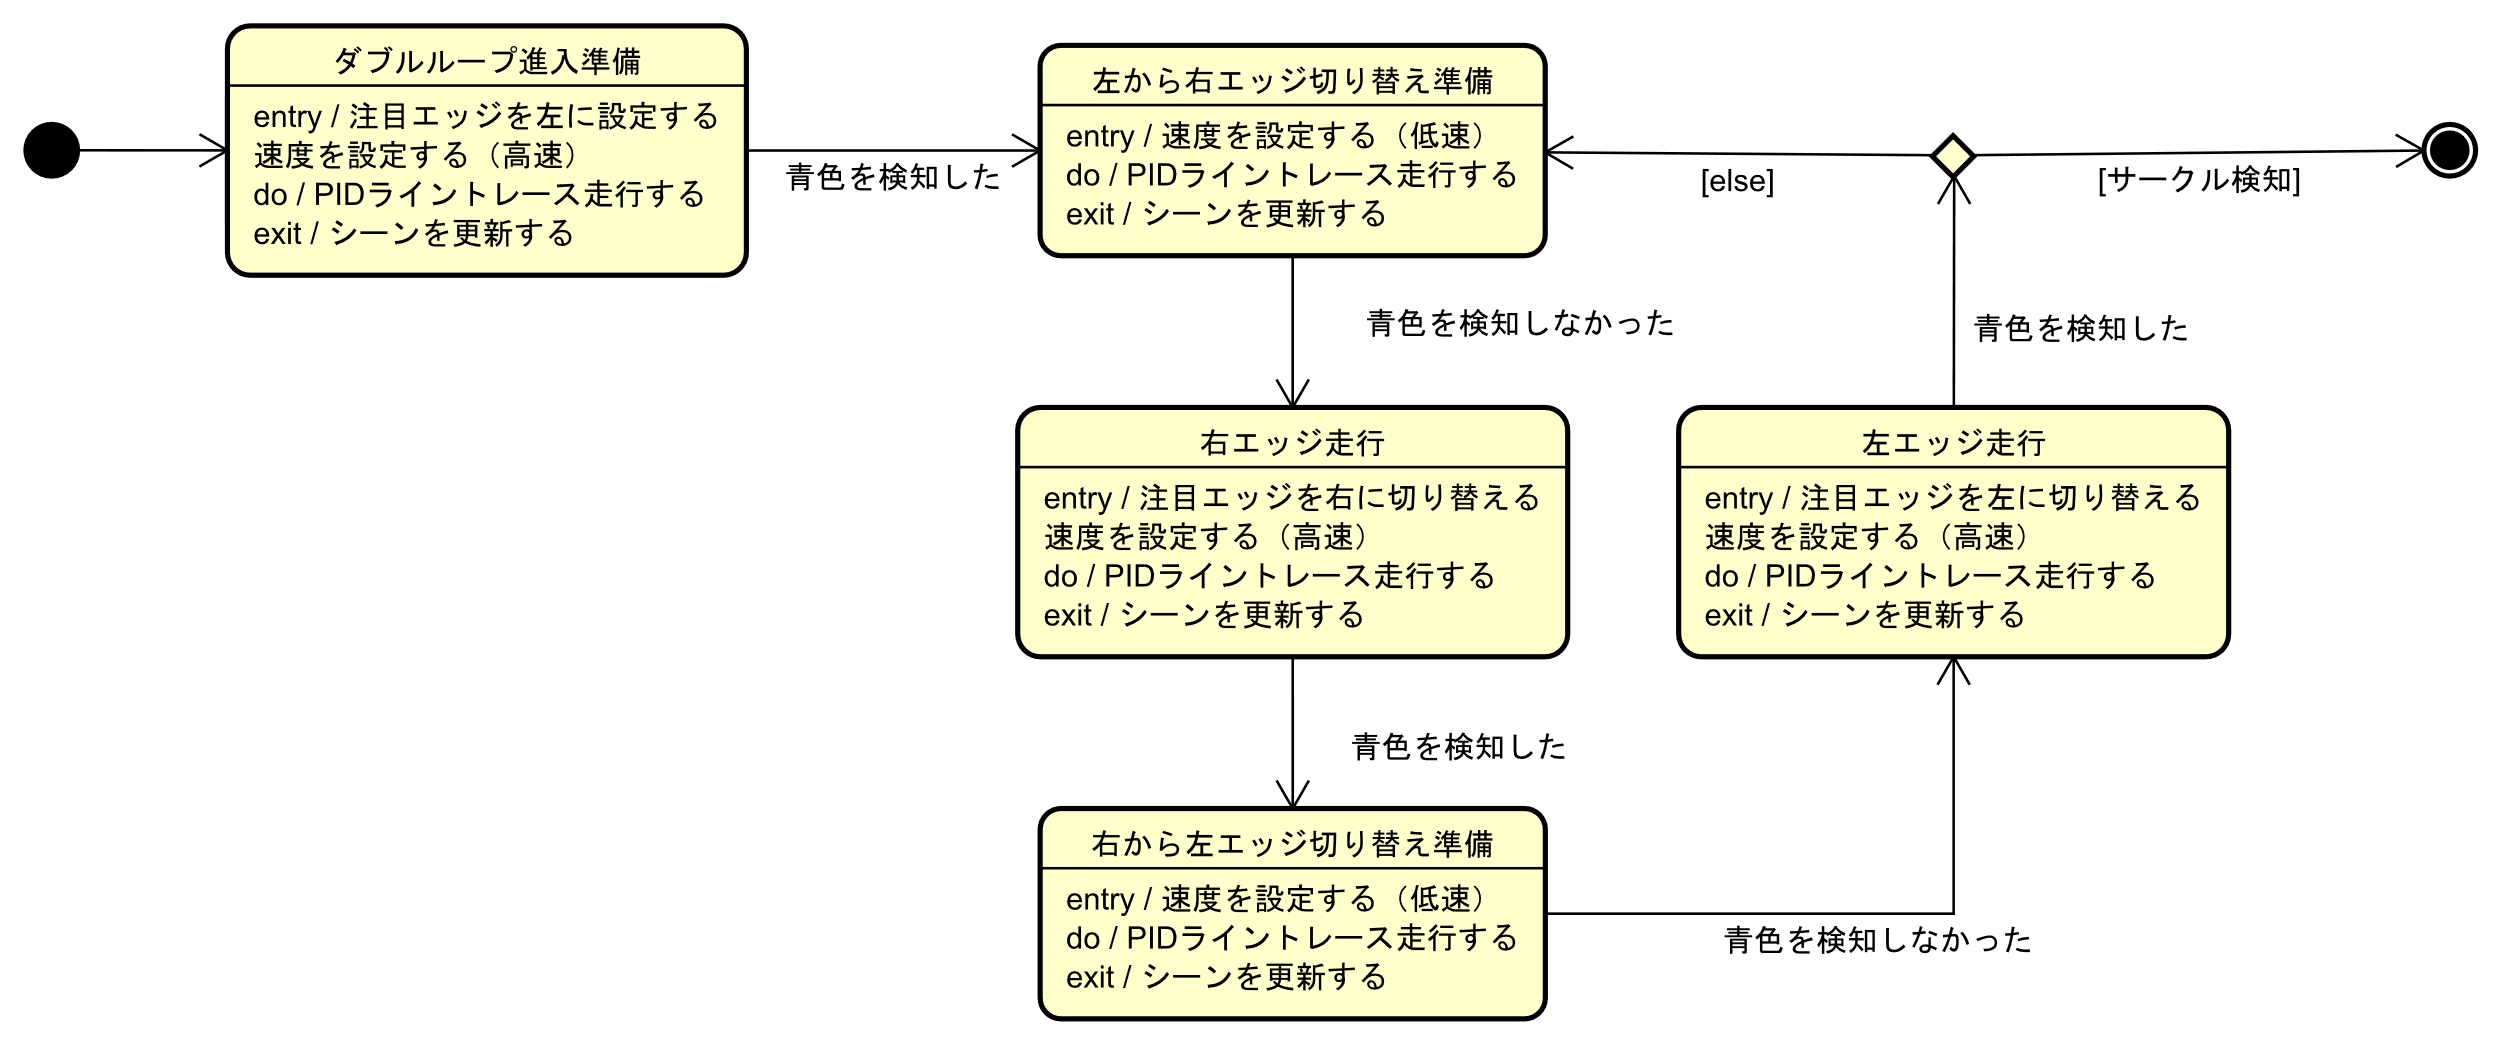 ダブルループ進入準備
entry / 注目エッジを左に設定する
速度を設定する（高速）
do / PIDライントレース走行する
exit / シーンを更新する
青色を検知した
左から右エッジ切り替え準備
entry / 速度を設定する（低速）
do / PIDライントレース走行する
exit / シーンを更新する
[else]
[サークル検知]
青色を検知しなかった
青色を検知した
右エッジ走行
entry / 注目エッジを右に切り替える
速度を設定する（高速）
do / PIDライントレース走行する
exit / シーンを更新する
左エッジ走行
entry / 注目エッジを左に切り替える
速度を設定する（高速）
do / PIDライントレース走行する
exit / シーンを更新する
青色を検知した
右から左エッジ切り替え準備
entry / 速度を設定する（低速）
do / PIDライントレース走行する
exit / シーンを更新する
青色を検知しなかった